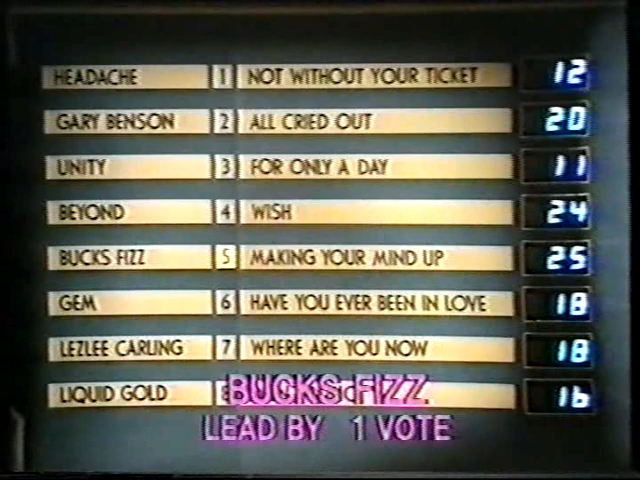 HEADACHE 1 NOT WITHOUT YOUR TICKET 12
GARY BENSON 2 ALL CRIED OUT 20
UNITY 3 FOR ONLY A DAY 11
BEYOND 4 WISH 24
BUCKS FIZZ 5 MAKING YOUR MIND UP 25
GEM 6 HAVE YOU EVER BEEN IN LOVE 18
LEZLEE CARLING 7 WHERE ARE YOU NOW 18
LIQUID GOLD 16
BUCKS FIZZ
LEAD BY 1 VOTE